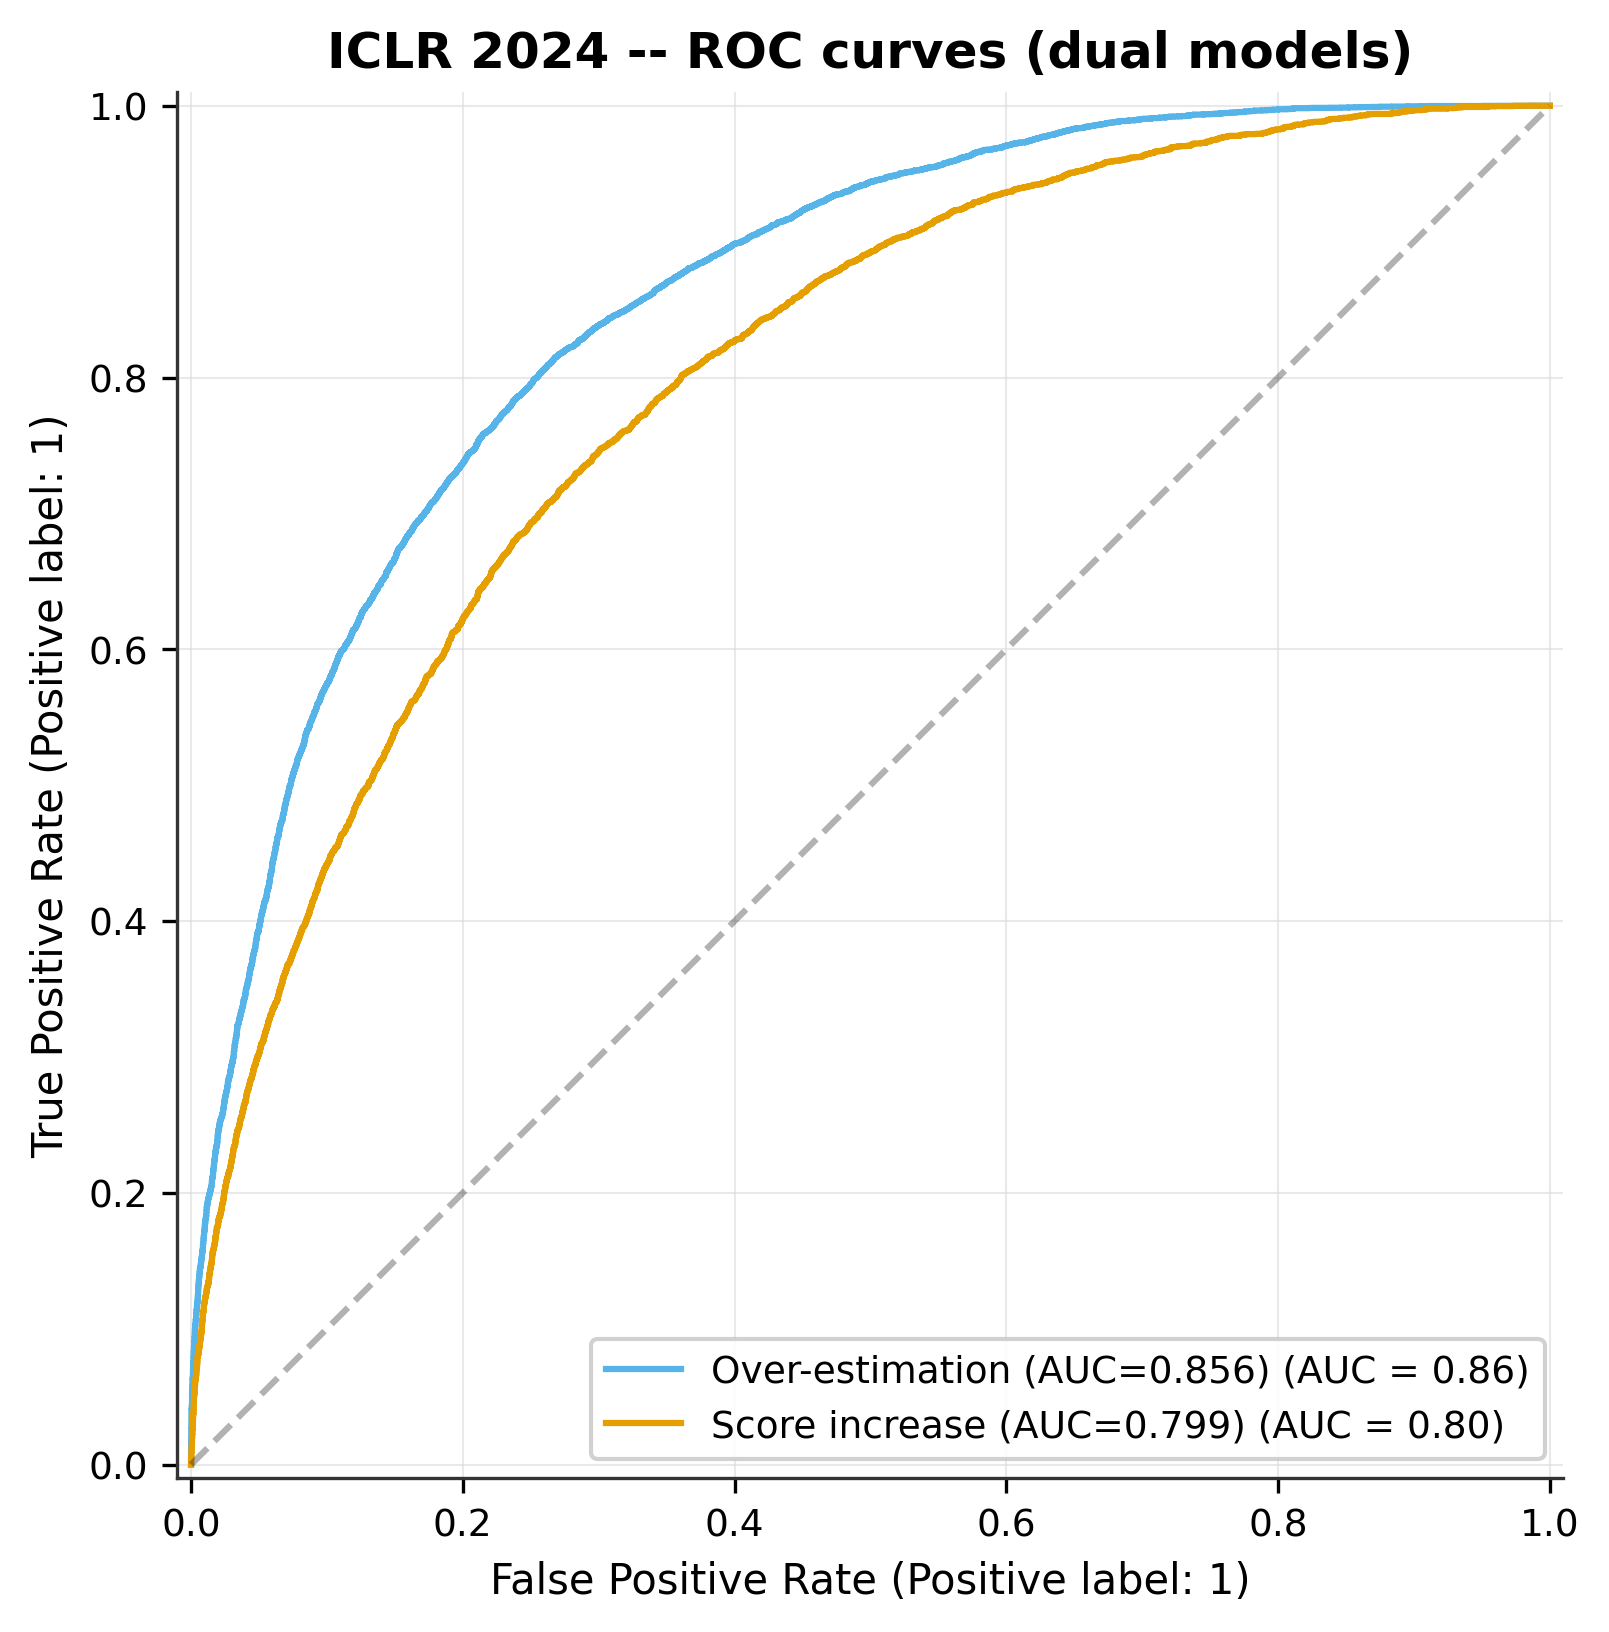 ICLR 2024 -- ROC curves (dual models)
True Positive Rate (Positive label: 1)
1.0
0.8
0.6
0.4
0.2
0.0
Over-estimation (AUC=0.856) (AUC = 0.86)
Score increase (AUC=0.799) (AUC = 0.80)
0.0 0.2 0.4 0.6 0.8 1.0
False Positive Rate (Positive label: 1)